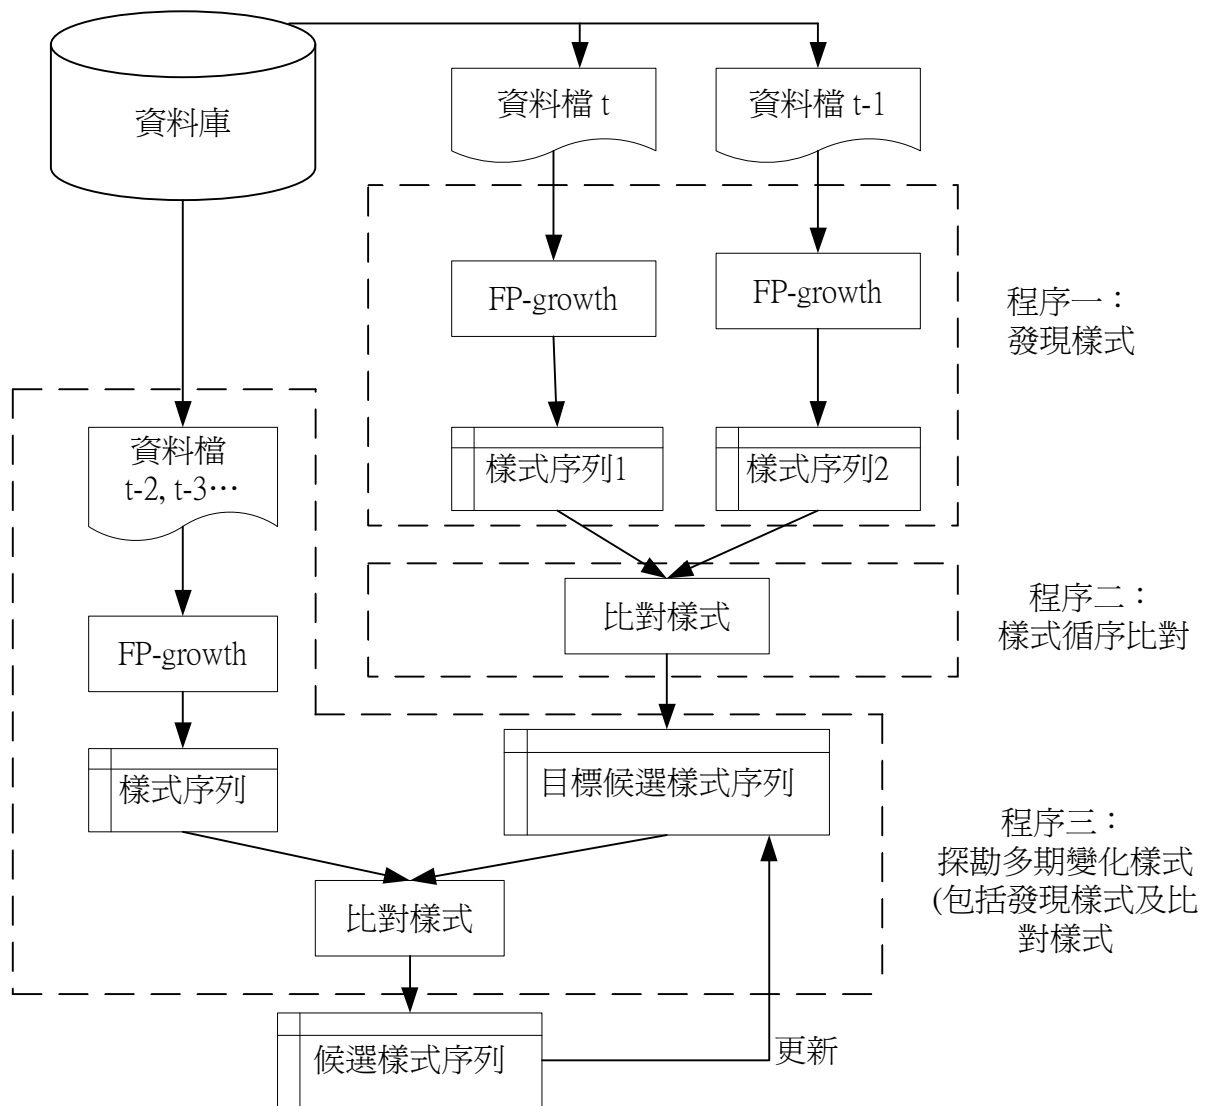 資料庫
資料檔 t
資料檔 t-1
FP-growth
FP-growth
程序一：
發現樣式
樣式序列1
樣式序列2
資料檔
t-2, t-3…
比對樣式
程序二：
樣式循序比對
FP-growth
樣式序列
目標候選樣式序列
程序三：
探勘多期變化樣式
(包括發現樣式及比
對樣式
比對樣式
候選樣式序列
更新